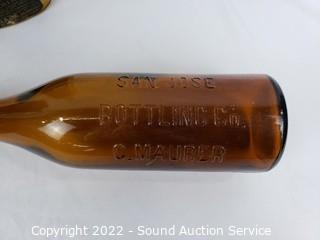 SAN JOSE
BOTTLING Co.
C. MAURER
Copyright 2022 - Sound Auction Service